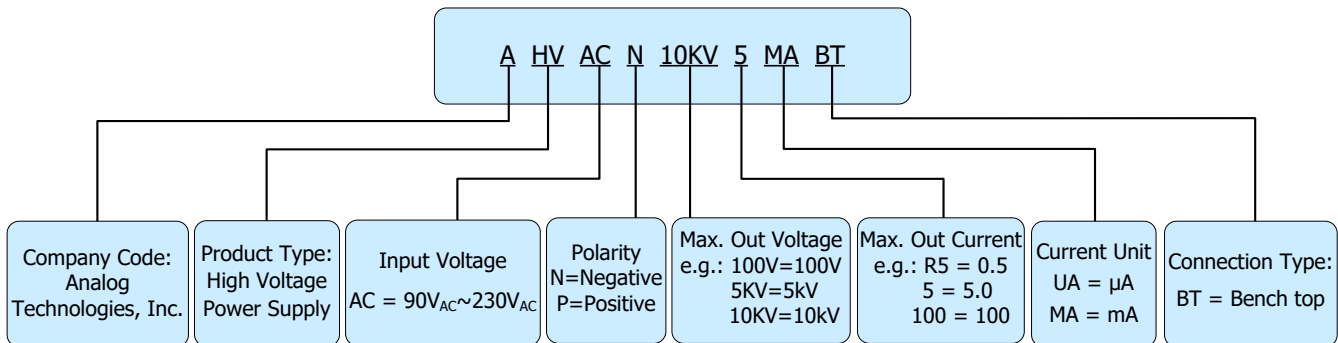 A HV AC N 10KV 5 MA BT
Company Code:
Analog
Technologies, Inc.
Product Type:
High Voltage
Power Supply
Input Voltage
AC = 90VAC~230VAC
Polarity
N=Negative
P=Positive
Max. Out Voltage
e.g.: 100V=100V
5KV=5kV
10KV=10kV
Max. Out Current
e.g.: R5 = 0.5
5 = 5.0
100 = 100
Current Unit
UA = µA
MA = mA
Connection Type:
BT = Bench top